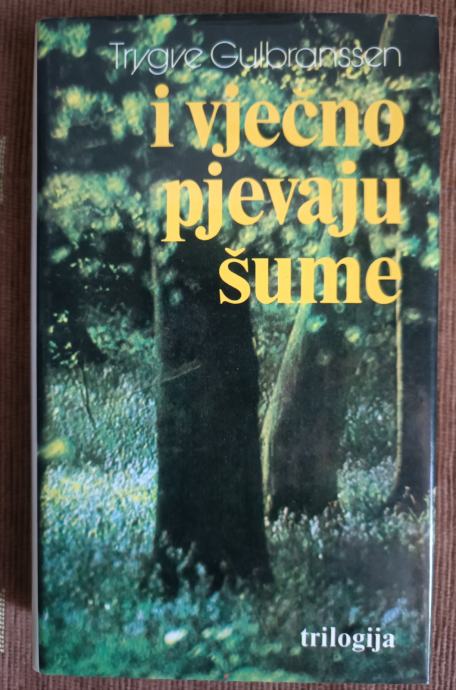 Trygve Gulbranssen
i vječno
pjevaju
šume
trilogija